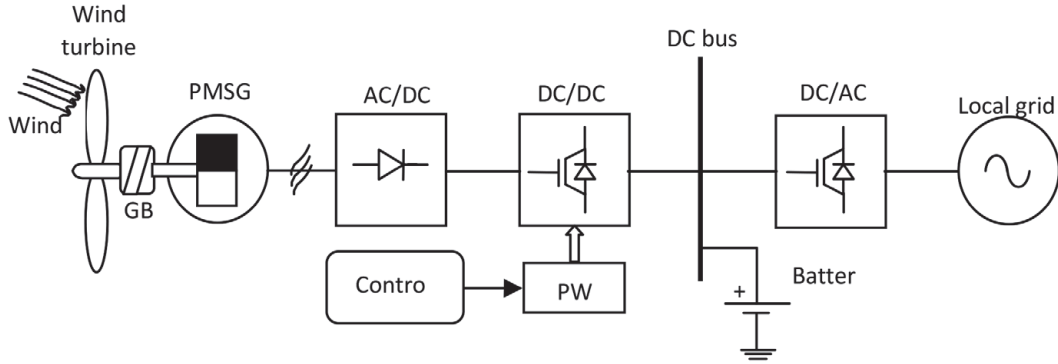 Wind
turbine
Wind
GB
PMSG
AC/DC
DC/DC
DC bus
DC/AC
Local grid
Contro
PW
+
Batter